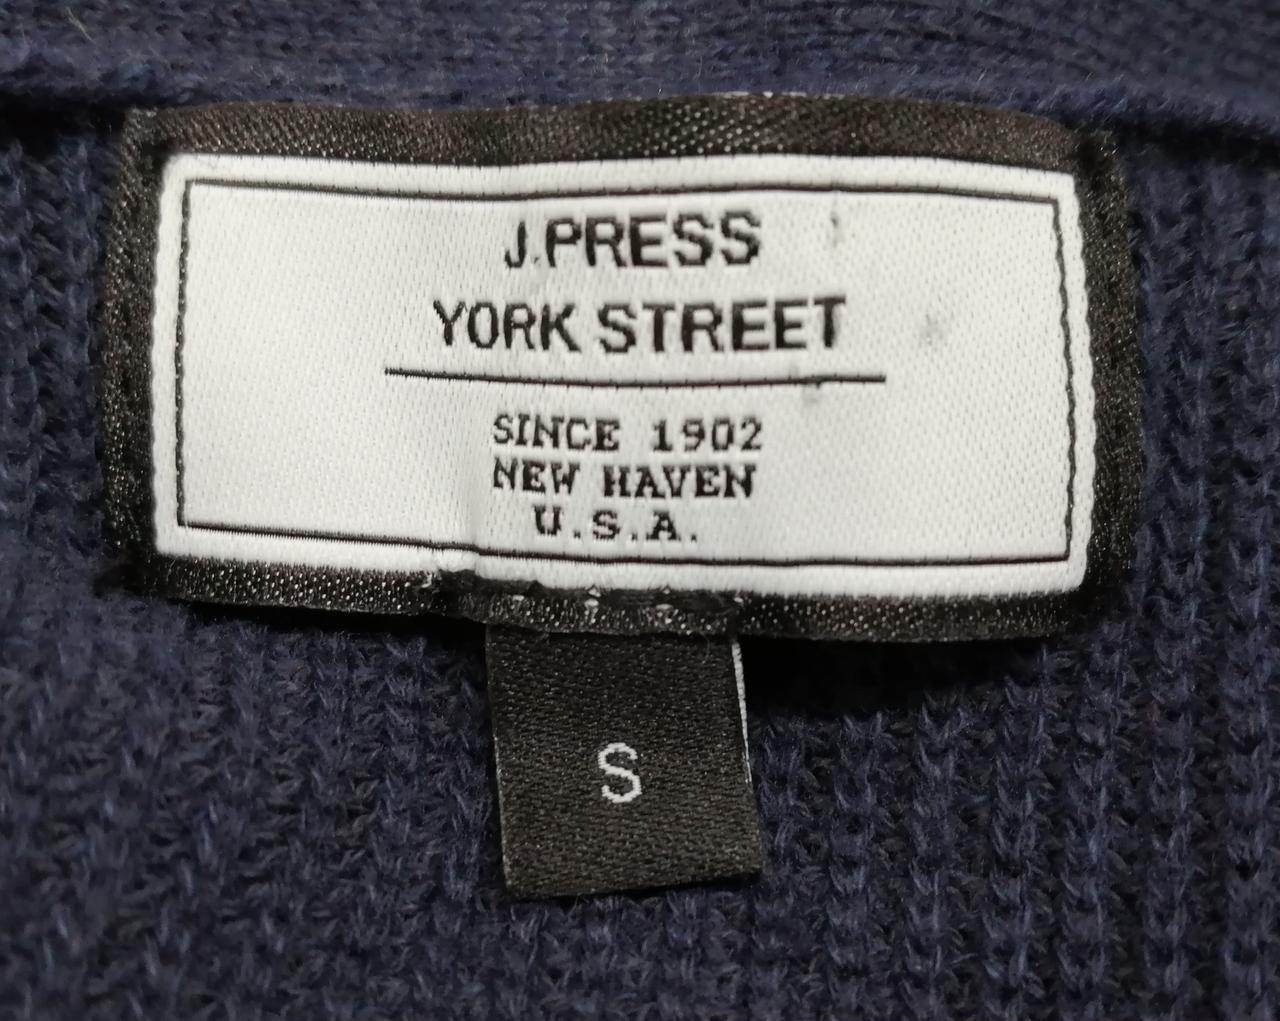 J.PRESS
YORK STREET
SINCE 1902
NEW HAVEN
U.S.A.
S